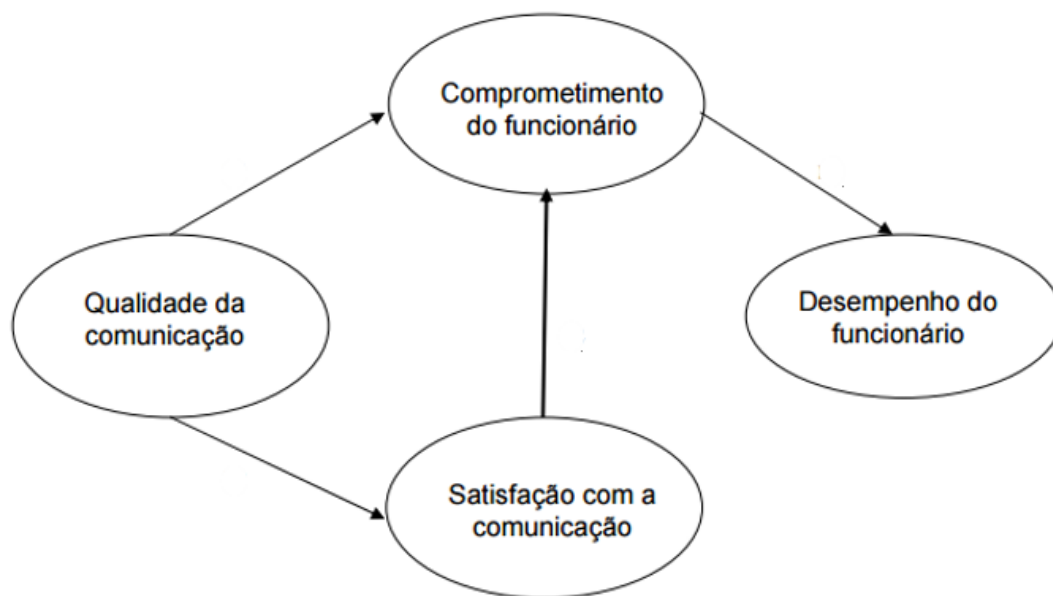 Comprometimento
do funcionário
Qualidade da
comunicação
Desempenho do
funcionário
Satisfação com a
comunicação